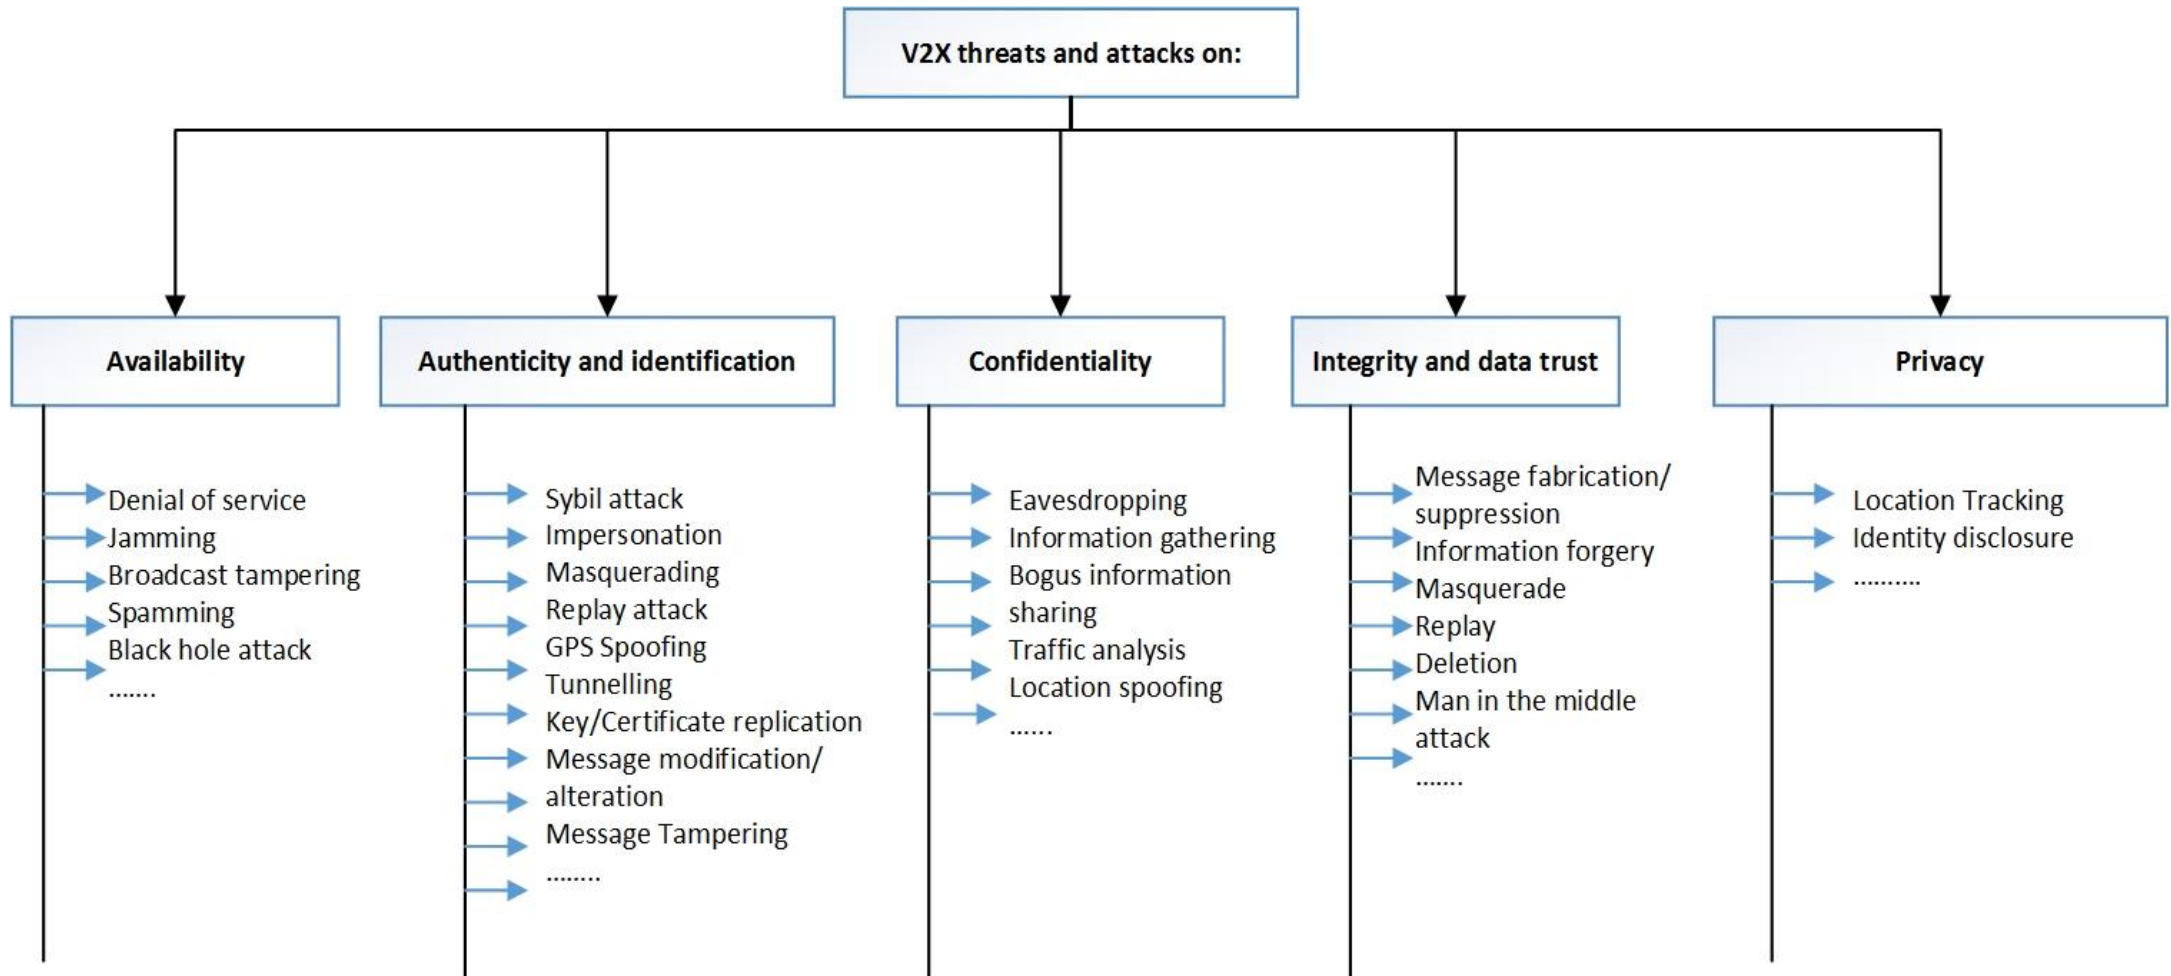 V2X threats and attacks on:
Availability
Denial of service
Jamming
Broadcast tampering
Spamming
Black hole attack
.......
Authenticity and identification
Sybil attack
Impersonation
Masquerading
Replay attack
GPS Spoofing
Tunnelling
Key/Certificate replication
Message modification/
alteration
Message Tampering
........
Confidentiality
Eavesdropping
Information gathering
Bogus information
sharing
Traffic analysis
Location spoofing
......
Integrity and data trust
Message fabrication/
suppression
Information forgery
Masquerade
Replay
Deletion
Man in the middle
attack
.......
Privacy
Location Tracking
Identity disclosure
..........